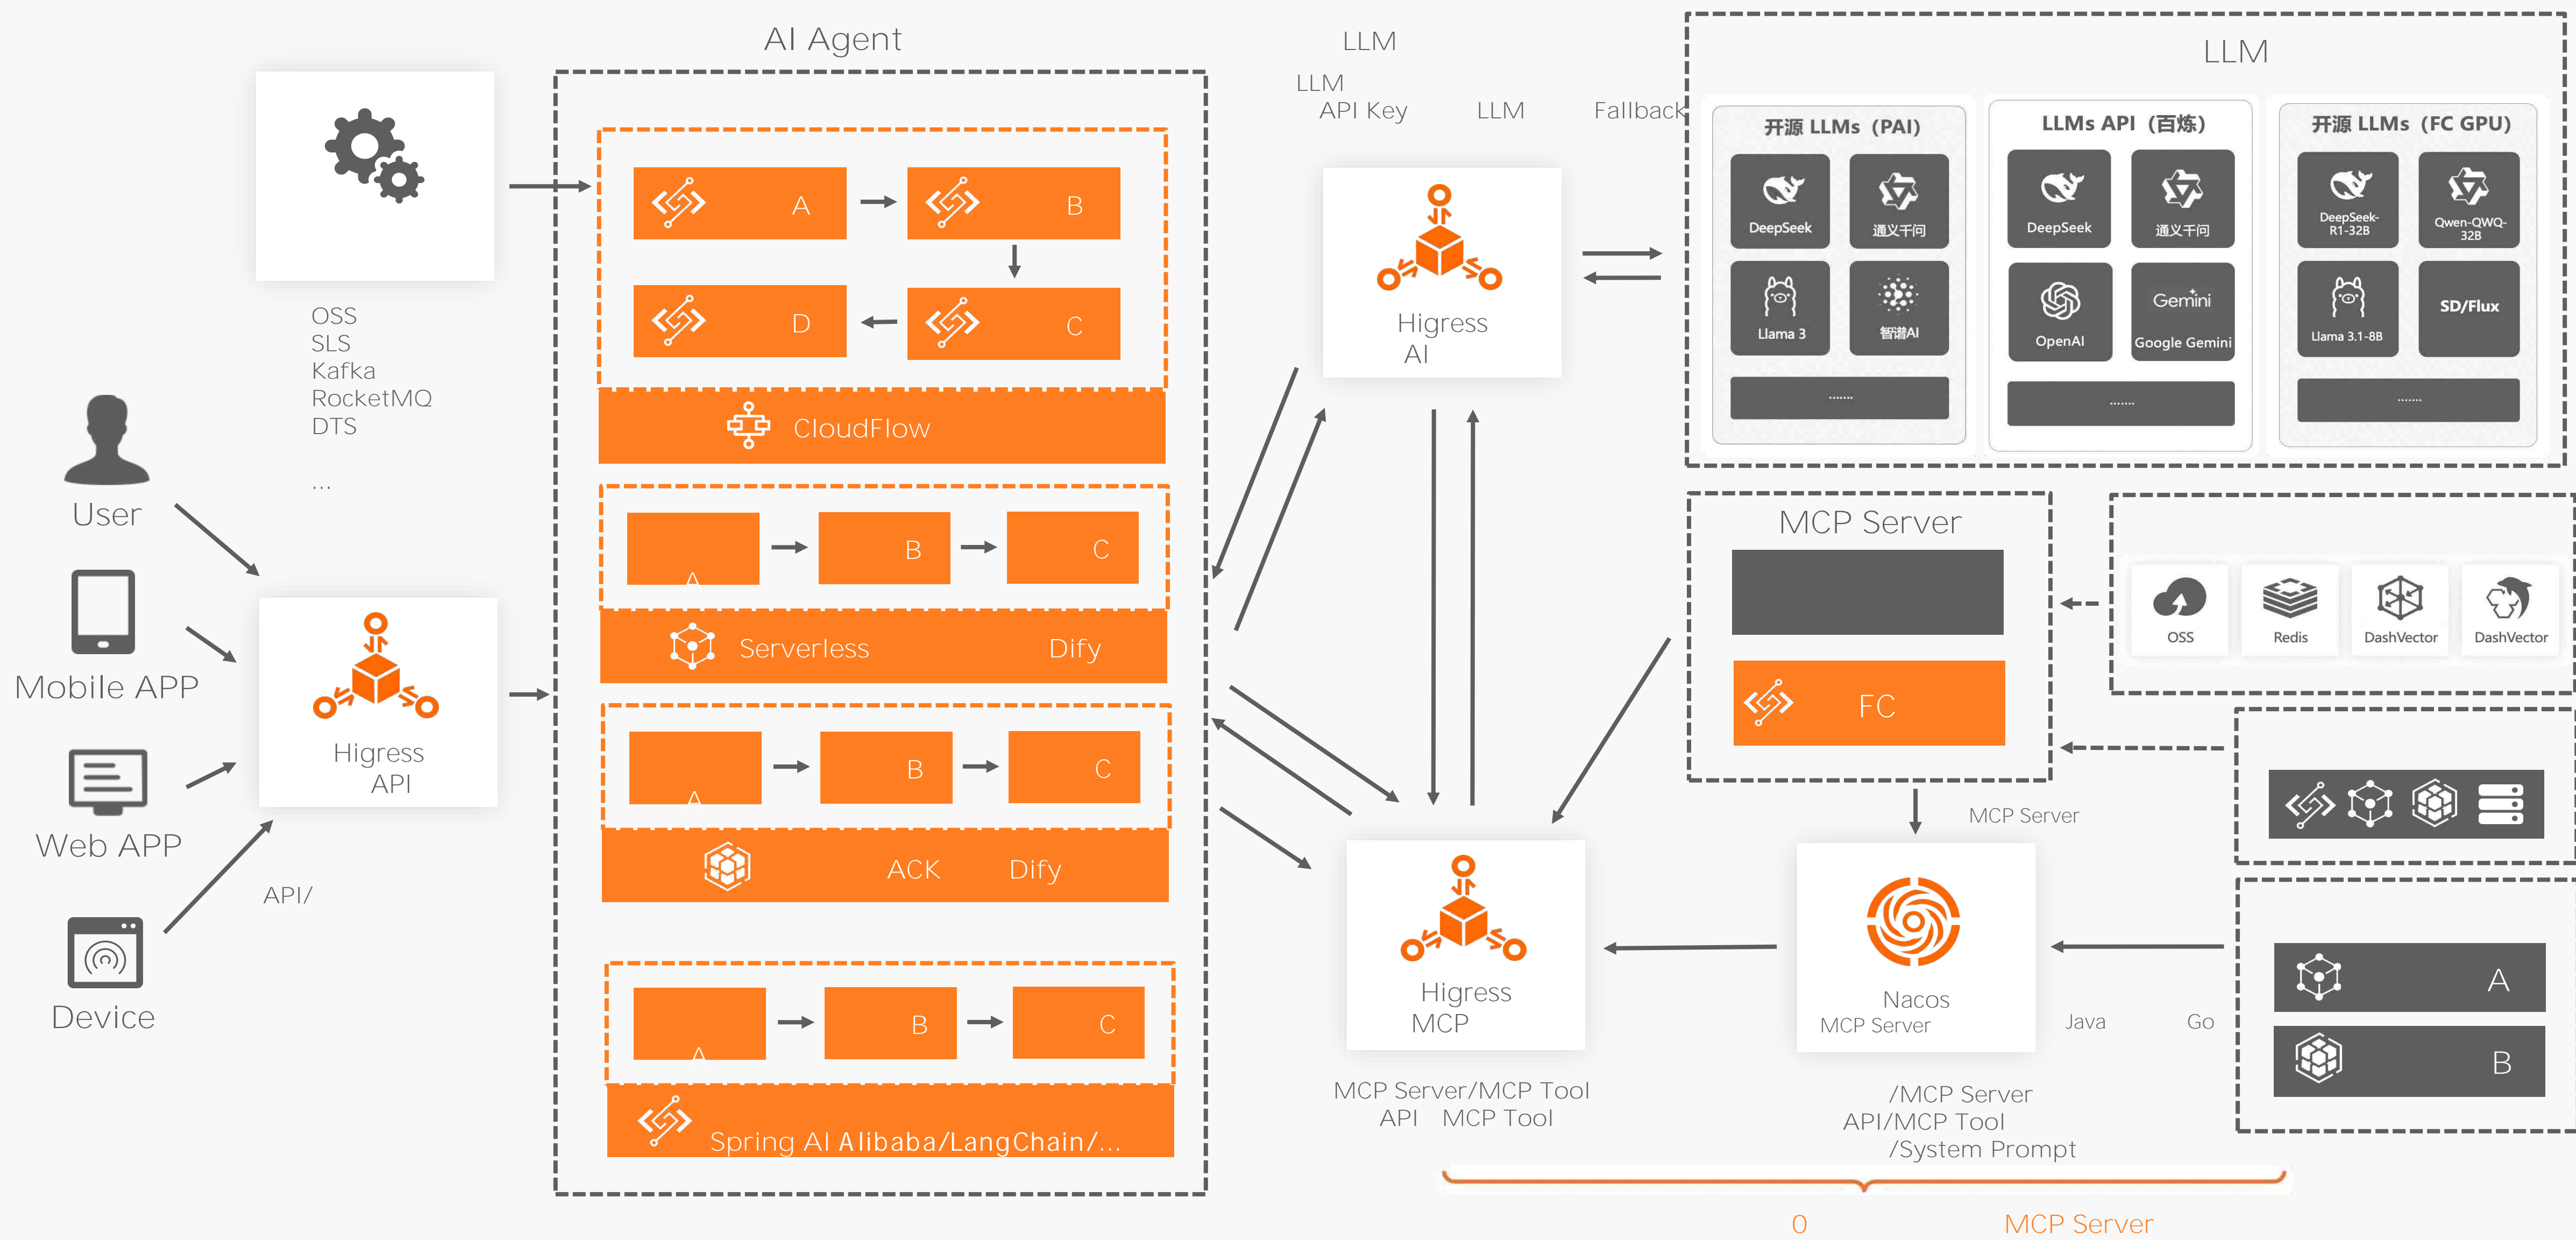 AI Agent
LLM
LLM
API Key LLM Fallback
LLM
开源 LLMs（PAI）
DeepSeek
通义千问
Llama 3
智谱AI
.......
LLMs API（百炼）
DeepSeek
通义千问
OpenAI
Gemini
Google Gemini
.......
开源 LLMs（FC GPU）
DeepSeek-
R1-32B
Qwen-QWQ-
32B
Llama 3.1-8B
SD/Flux
.......
OSS
SLS
Kafka
RocketMQ
DTS
...
User
Mobile APP
Web APP
Device
API/
Higress
API
A
B
D
C
CloudFlow
A
B
C
Serverless Dify
A
B
C
ACK Dify
A
B
C
Spring AI Alibaba/LangChain/...
Higress
AI
Higress
MCP
MCP Server/MCP Tool
API MCP Tool
MCP Server
FC
MCP Server
OSS
Redis
DashVector
DashVector
Nacos
MCP Server
/MCP Server
API/MCP Tool
/System Prompt
Java Go
A
B
0 MCP Server